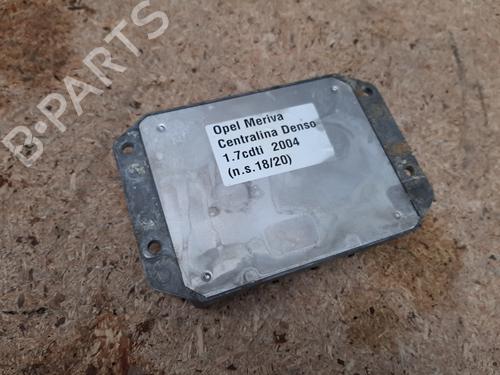 B-PARTS
Opel Meriva
Centralina Denso
1.7cdti 2004
(n.s.18/20)